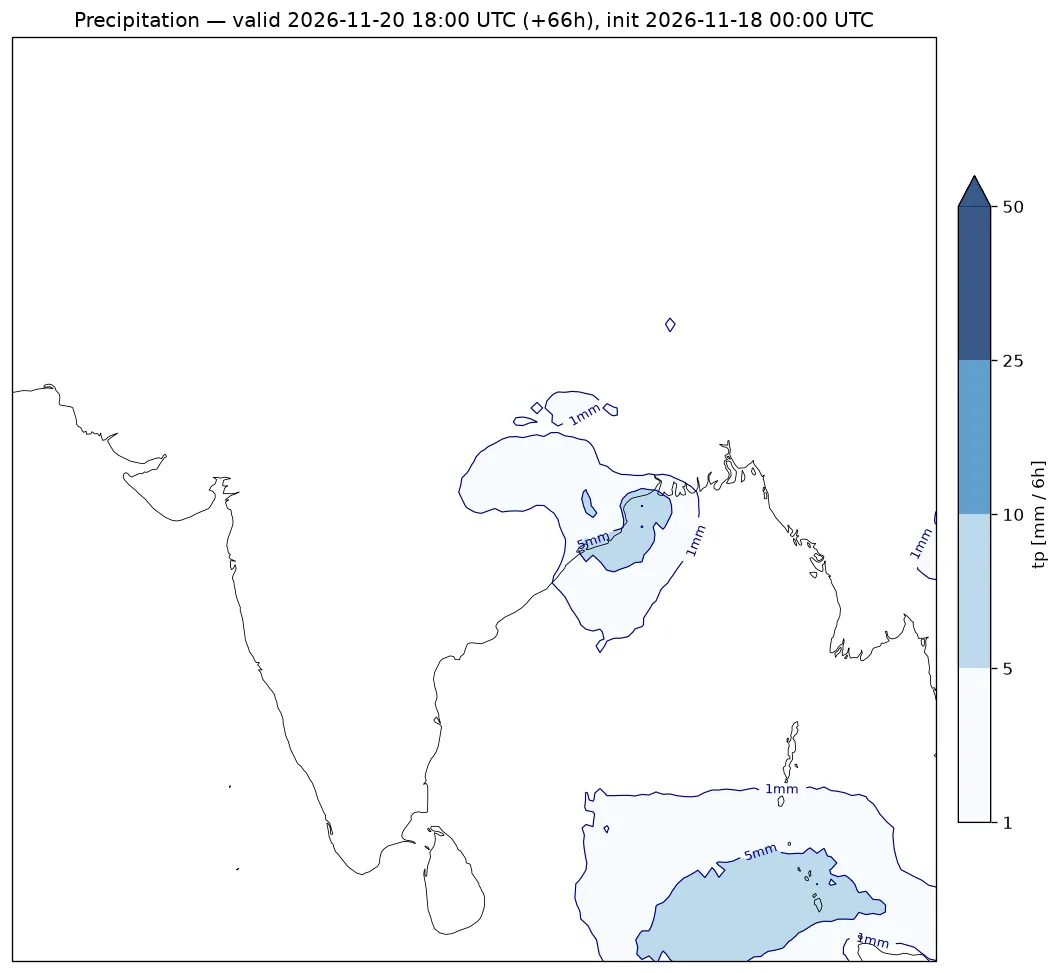 Precipitation — valid 2026-11-20 18:00 UTC (+66h), init 2026-11-18 00:00 UTC
50
25
1mm
5mm
1mm
1mm
10
tp [mm / 6h]
5
1mm
1
5mm
1mm